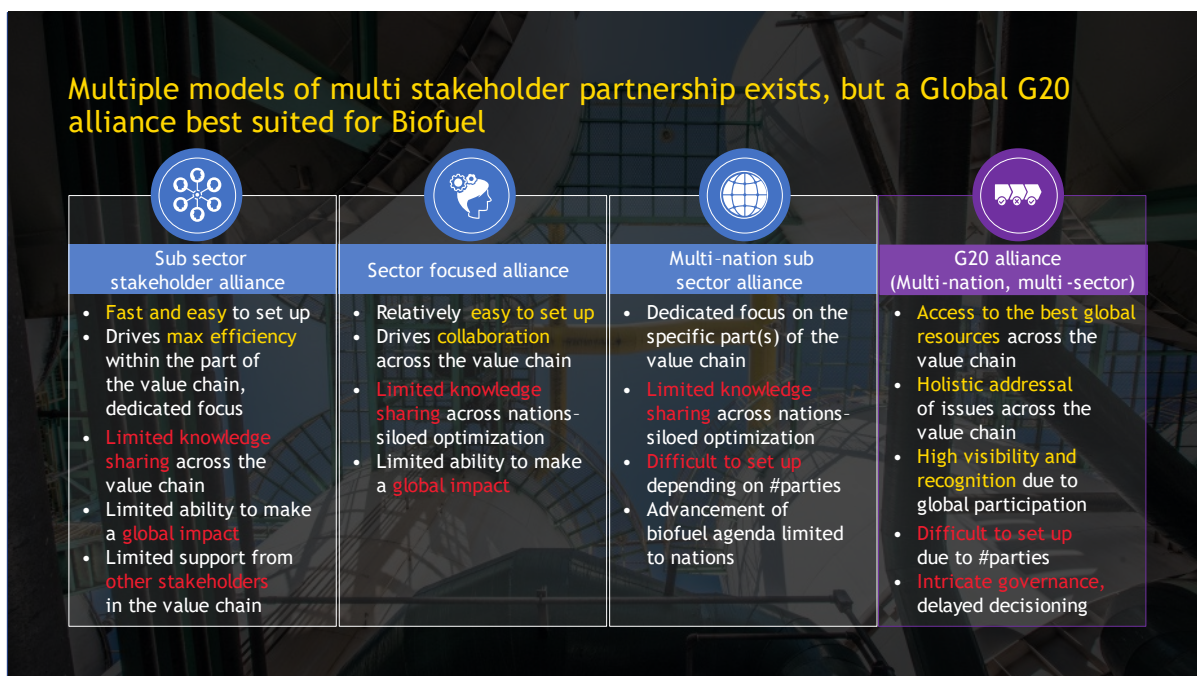 Multiple models of multi stakeholder partnership exists, but a Global G20
alliance best suited for Biofuel
Sub sector
stakeholder alliance
• Fast and easy to set up
• Drives max efficiency
within the part of
the value chain,
dedicated focus
• Limited knowledge
sharing across the
value chain
• Limited ability to make
a global impact
• Limited support from
other stakeholders
in the value chain
Sector focused alliance
• Relatively easy to set up
• Drives collaboration
across the value chain
• Limited knowledge
sharing across nations-
siloed optimization
• Limited ability to make
a global impact
Multi-nation sub
sector alliance
• Dedicated focus on the
specific part(s) of the
value chain
• Limited knowledge
sharing across nations-
siloed optimization
• Difficult to set up
depending on #parties
• Advancement of
biofuel agenda limited
to nations
G20 alliance
(Multi-nation, multi-sector)
• Access to the best global
resources across the
value chain
• Holistic addressal
of issues across the
value chain
• High visibility and
recognition due to
global participation
• Difficult to set up
due to #parties
• Intricate governance,
delayed decisioning